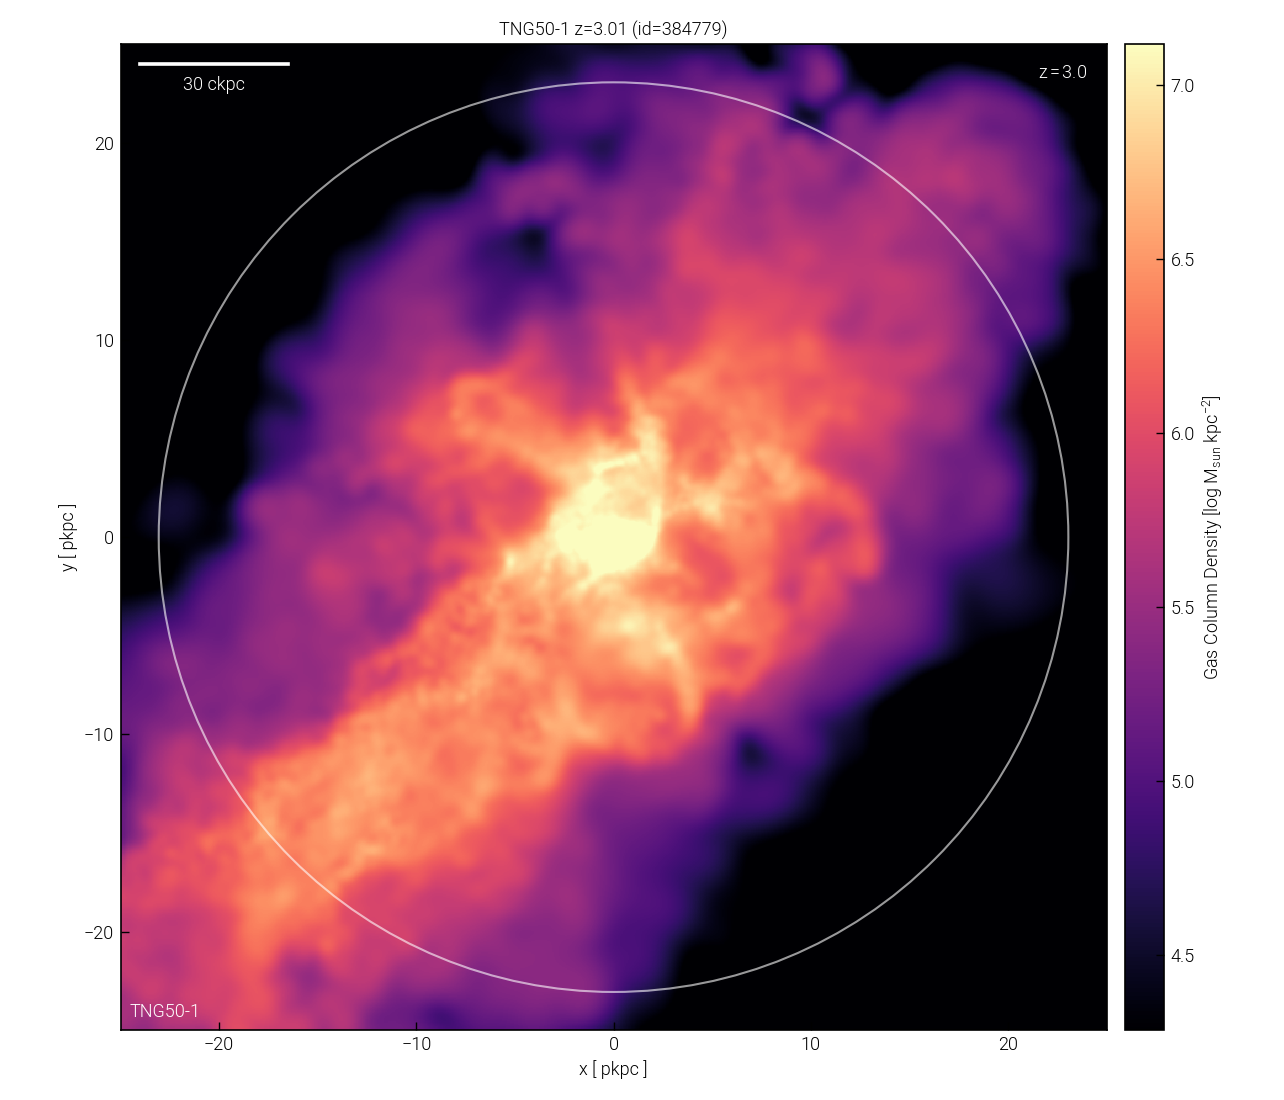 TNG50-1 z=3.01 (id=384779)
30 ckpc
z=3.0
TNG50-1
20
10
0
−10
−20
y [ pkpc ]
−20
−10
0
10
20
x [ pkpc ]
7.0
6.5
6.0
5.5
5.0
4.5
Gas Column Density [log M_sun kpc⁻²]